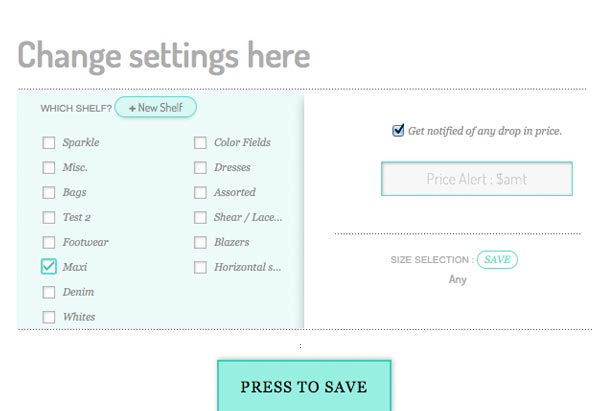 Change settings here
WHICH SHELF? + New Shelf
Sparkle
Misc.
Bags
Test 2
Footwear
Maxi
Denim
Whites
Color Fields
Dresses
Assorted
Shear / Lace...
Blazers
Horizontal s...
Get notified of any drop in price.
Price Alert : $amt
SIZE SELECTION : SAVE
Any
:
PRESS TO SAVE